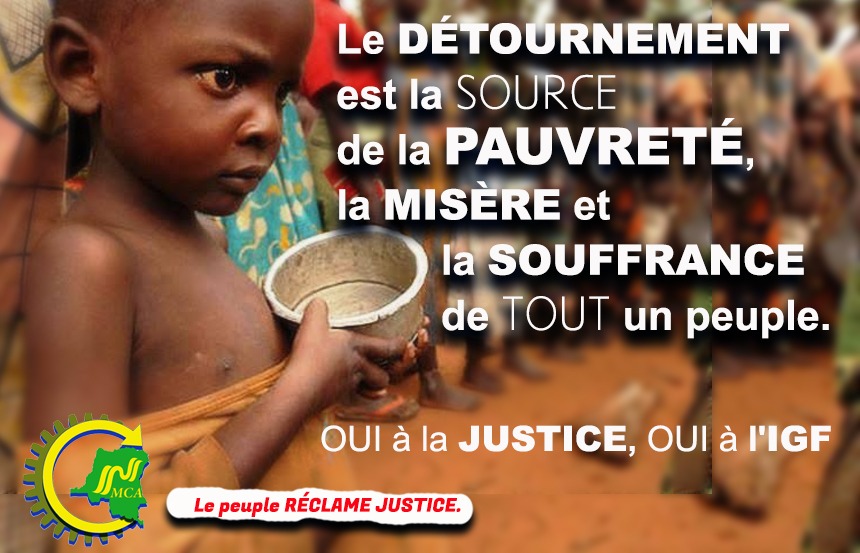 Le DÉTOURNEMENT
est la SOURCE
de la PAUVRETÉ,
la MISÈRE et
la SOUFFRANCE
de TOUT un peuple.
OUI à la JUSTICE, OUI à l'IGF
MCA
Le peuple RÉCLAME JUSTICE.